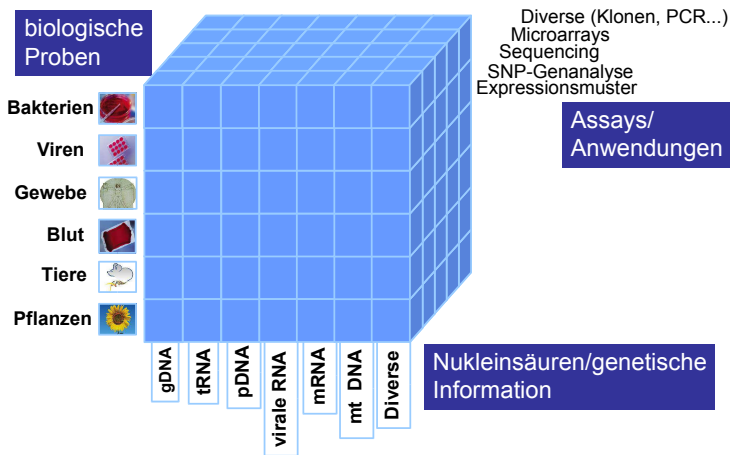 biologische
Proben
Diverse (Klonen, PCR...)
Microarrays
Sequencing
SNP-Genanalyse
Expressionsmuster
Assays/
Anwendungen
Bakterien
Viren
Gewebe
Blut
Tiere
Pflanzen
gDNA
tRNA
pDNA
virale RNA
mRNA
mt DNA
Diverse
Nukleinsäuren/genetische
Information